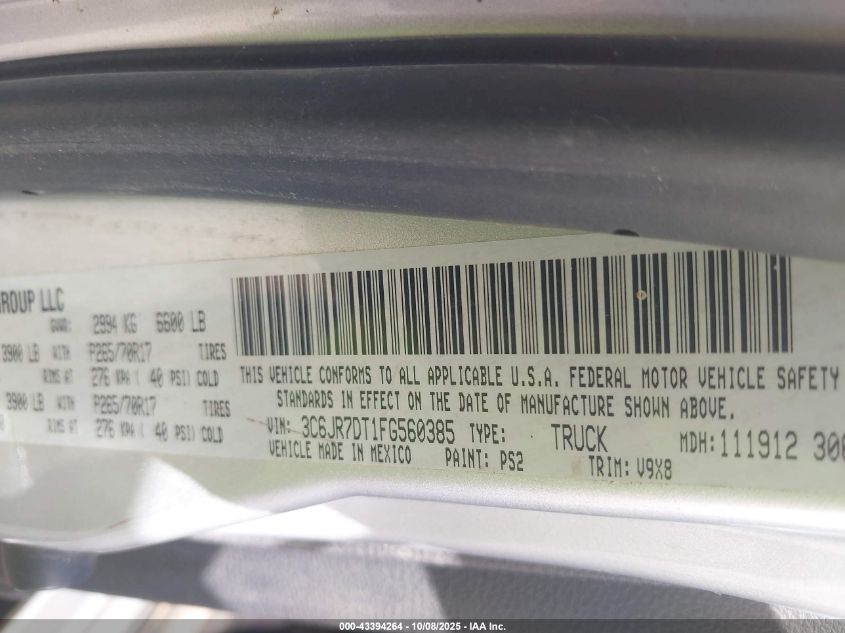 GROUP LLC
GVWR: 2994 KG 6600 LB
3900 LB WITH P265/70R17 TIRES
RIMS AT 276 KPA ( 40 PSI) COLD
3900 LB WITH P265/70R17 TIRES
RIMS AT 276 KPA ( 40 PSI) COLD
THIS VEHICLE CONFORMS TO ALL APPLICABLE U.S.A. FEDERAL MOTOR VEHICLE SAFETY
STANDARDS IN EFFECT ON THE DATE OF MANUFACTURE SHOWN ABOVE.
VIN: 3C6JR7DT1FG560385 TYPE: TRUCK MDH: 111912 300
VEHICLE MADE IN MEXICO PAINT: PS2 TRIM: V9X8
000-43394264 - 10/08/2025 - IAA Inc.